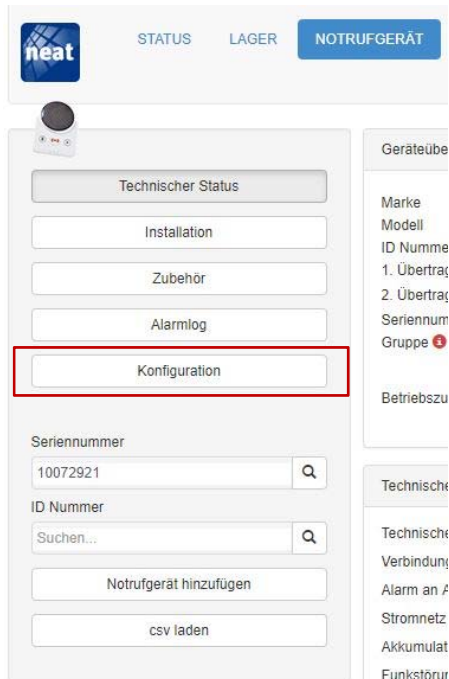 neat
STATUS LAGER NOTRUFGERÄT
Technischer Status
Installation
Zubehör
Alarmlog
Konfiguration
Seriennummer
10072921
ID Nummer
Suchen...
Notrufgerät hinzufügen
csv laden
Geräteübe
Marke
Modell
ID Numme
1. Übertrag
2. Übertrag
Seriennum
Gruppe
Betriebszu
Technische
Technische
Verbindung
Alarm an A
Stromnetz
Akkumulat
Funkstörun